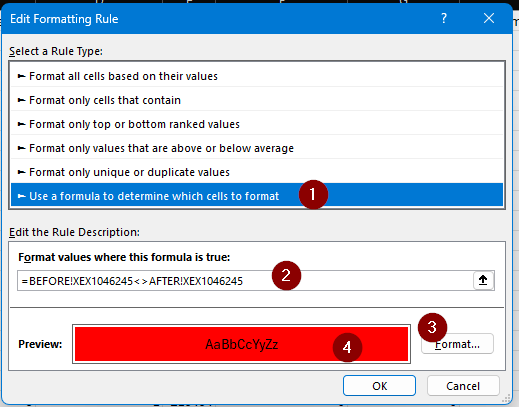 Edit Formatting Rule
?
Select a Rule Type:
► Format all cells based on their values
► Format only cells that contain
► Format only top or bottom ranked values
► Format only values that are above or below average
► Format only unique or duplicate values
► Use a formula to determine which cells to format
1
Edit the Rule Description:
Format values where this formula is true:
=BEFORE!XEX1046245<>AFTER!XEX1046245
2
3
Preview:
AaBbCcYyZz
4
Format...
OK
Cancel